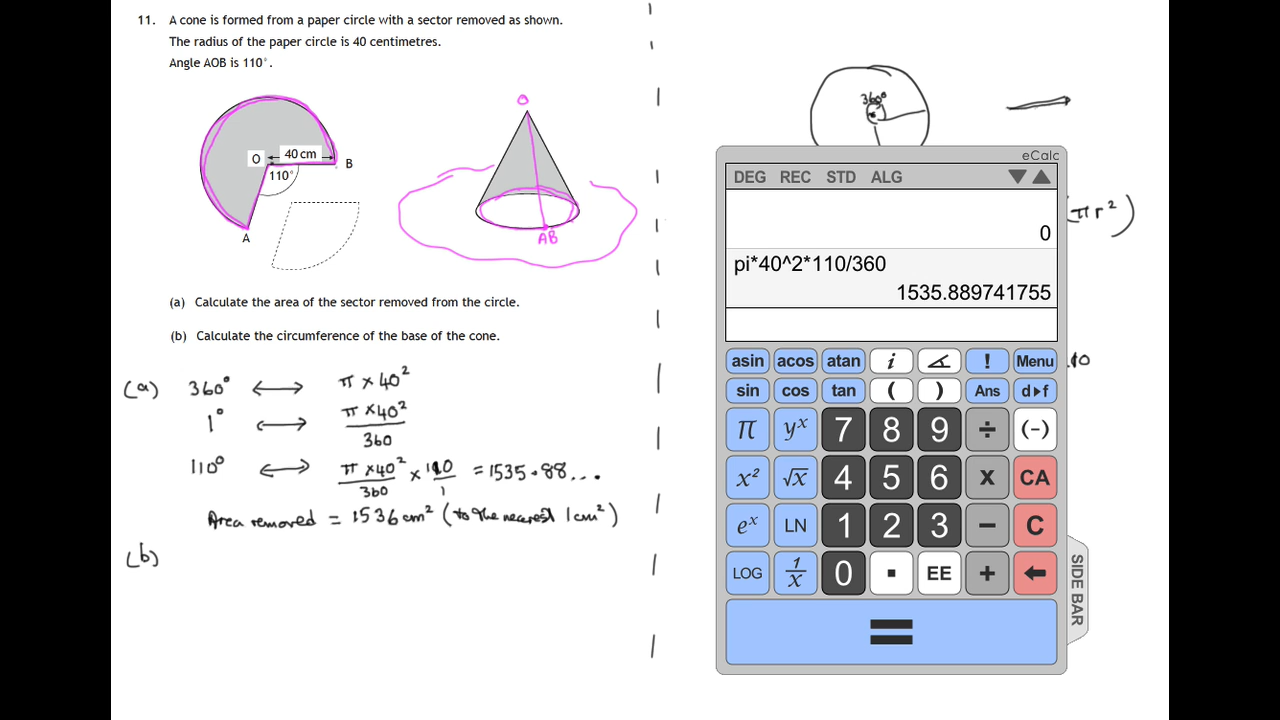 11. A cone is formed from a paper circle with a sector removed as shown.
The radius of the paper circle is 40 centimetres.
Angle AOB is 110°.
O 40 cm B
110°
A
O
AB
(a) Calculate the area of the sector removed from the circle.
(b) Calculate the circumference of the base of the cone.
(a) 360° ↔ π × 40²
1° ↔ π × 40² / 360
110° ↔ π × 40² / 360 × 110 / 1 = 1535.88...
Area removed = 1536 cm² (to the nearest 1cm²)
(b)
360°
πr²)
eCalc
DEG REC STD ALG
0
pi*40^2*110/360
1535.889741755
asin acos atan i ∠ ! Menu
sin cos tan ( ) Ans d▸f
π yˣ 7 8 9 ÷ (−)
x² √x 4 5 6 x CA
eˣ LN 1 2 3 − C
LOG 1/x 0 . EE + ←
=
SIDE BAR